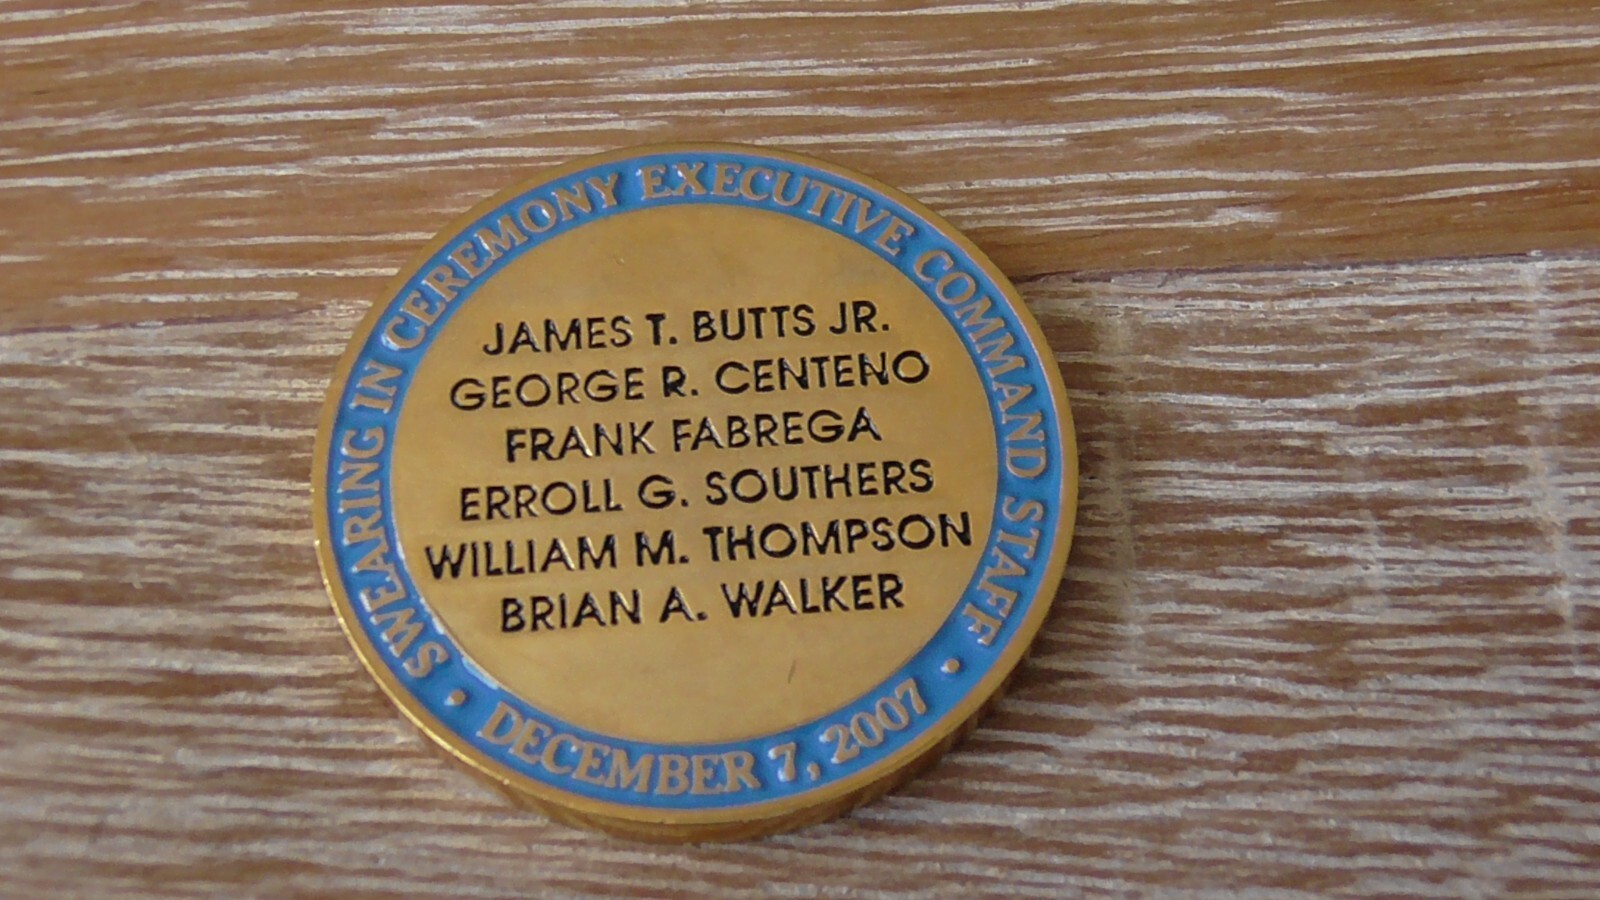 SWEARING IN CEREMONY EXECUTIVE COMMAND STAFF
JAMES T. BUTTS JR.
GEORGE R. CENTENO
FRANK FABREGA
ERROLL G. SOUTHERS
WILLIAM M. THOMPSON
BRIAN A. WALKER
• DECEMBER 7, 2007 •